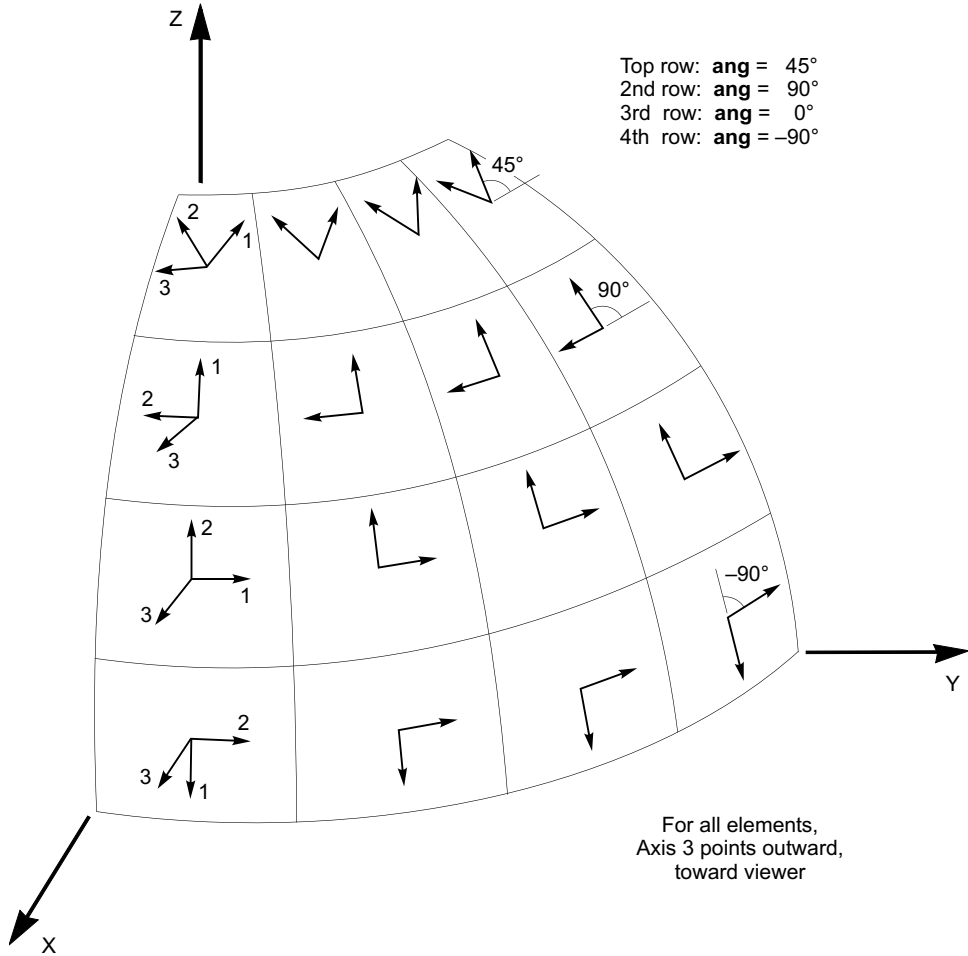 Z
Top row: ang = 45°
2nd row: ang = 90°
3rd row: ang = 0°
4th row: ang = –90°
45°
2
1
3
90°
1
2
3
2
1
3
–90°
Y
2
3
1
For all elements,
Axis 3 points outward,
toward viewer
X